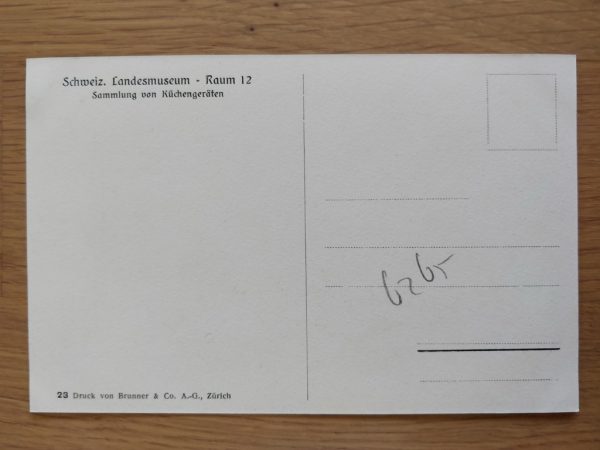 Schweiz. Landesmuseum - Raum 12
Sammlung von Küchengeräten
6265
23 Druck von Brunner & Co. A.-G., Zürich